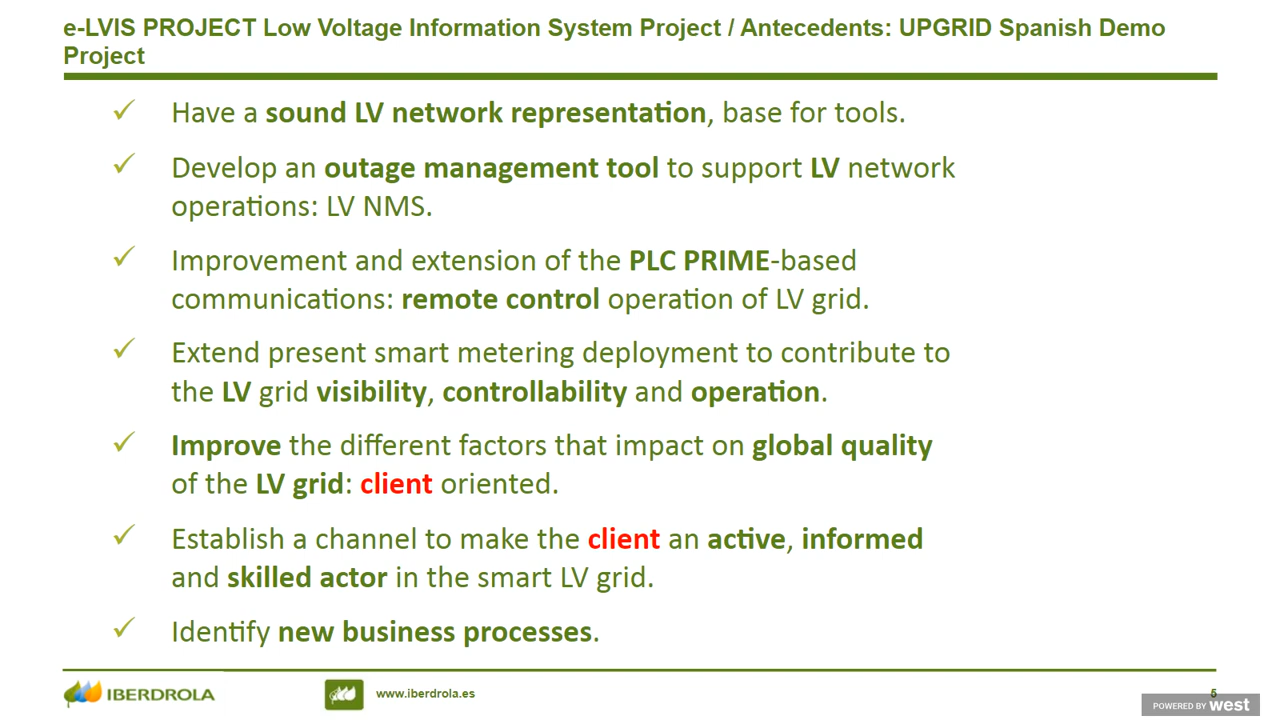 e-LVIS PROJECT Low Voltage Information System Project / Antecedents: UPGRID Spanish Demo
Project
✓ Have a sound LV network representation, base for tools.
✓ Develop an outage management tool to support LV network
operations: LV NMS.
✓ Improvement and extension of the PLC PRIME-based
communications: remote control operation of LV grid.
✓ Extend present smart metering deployment to contribute to
the LV grid visibility, controllability and operation.
✓ Improve the different factors that impact on global quality
of the LV grid: client oriented.
✓ Establish a channel to make the client an active, informed
and skilled actor in the smart LV grid.
✓ Identify new business processes.
IBERDROLA
www.iberdrola.es
5
POWERED BY west